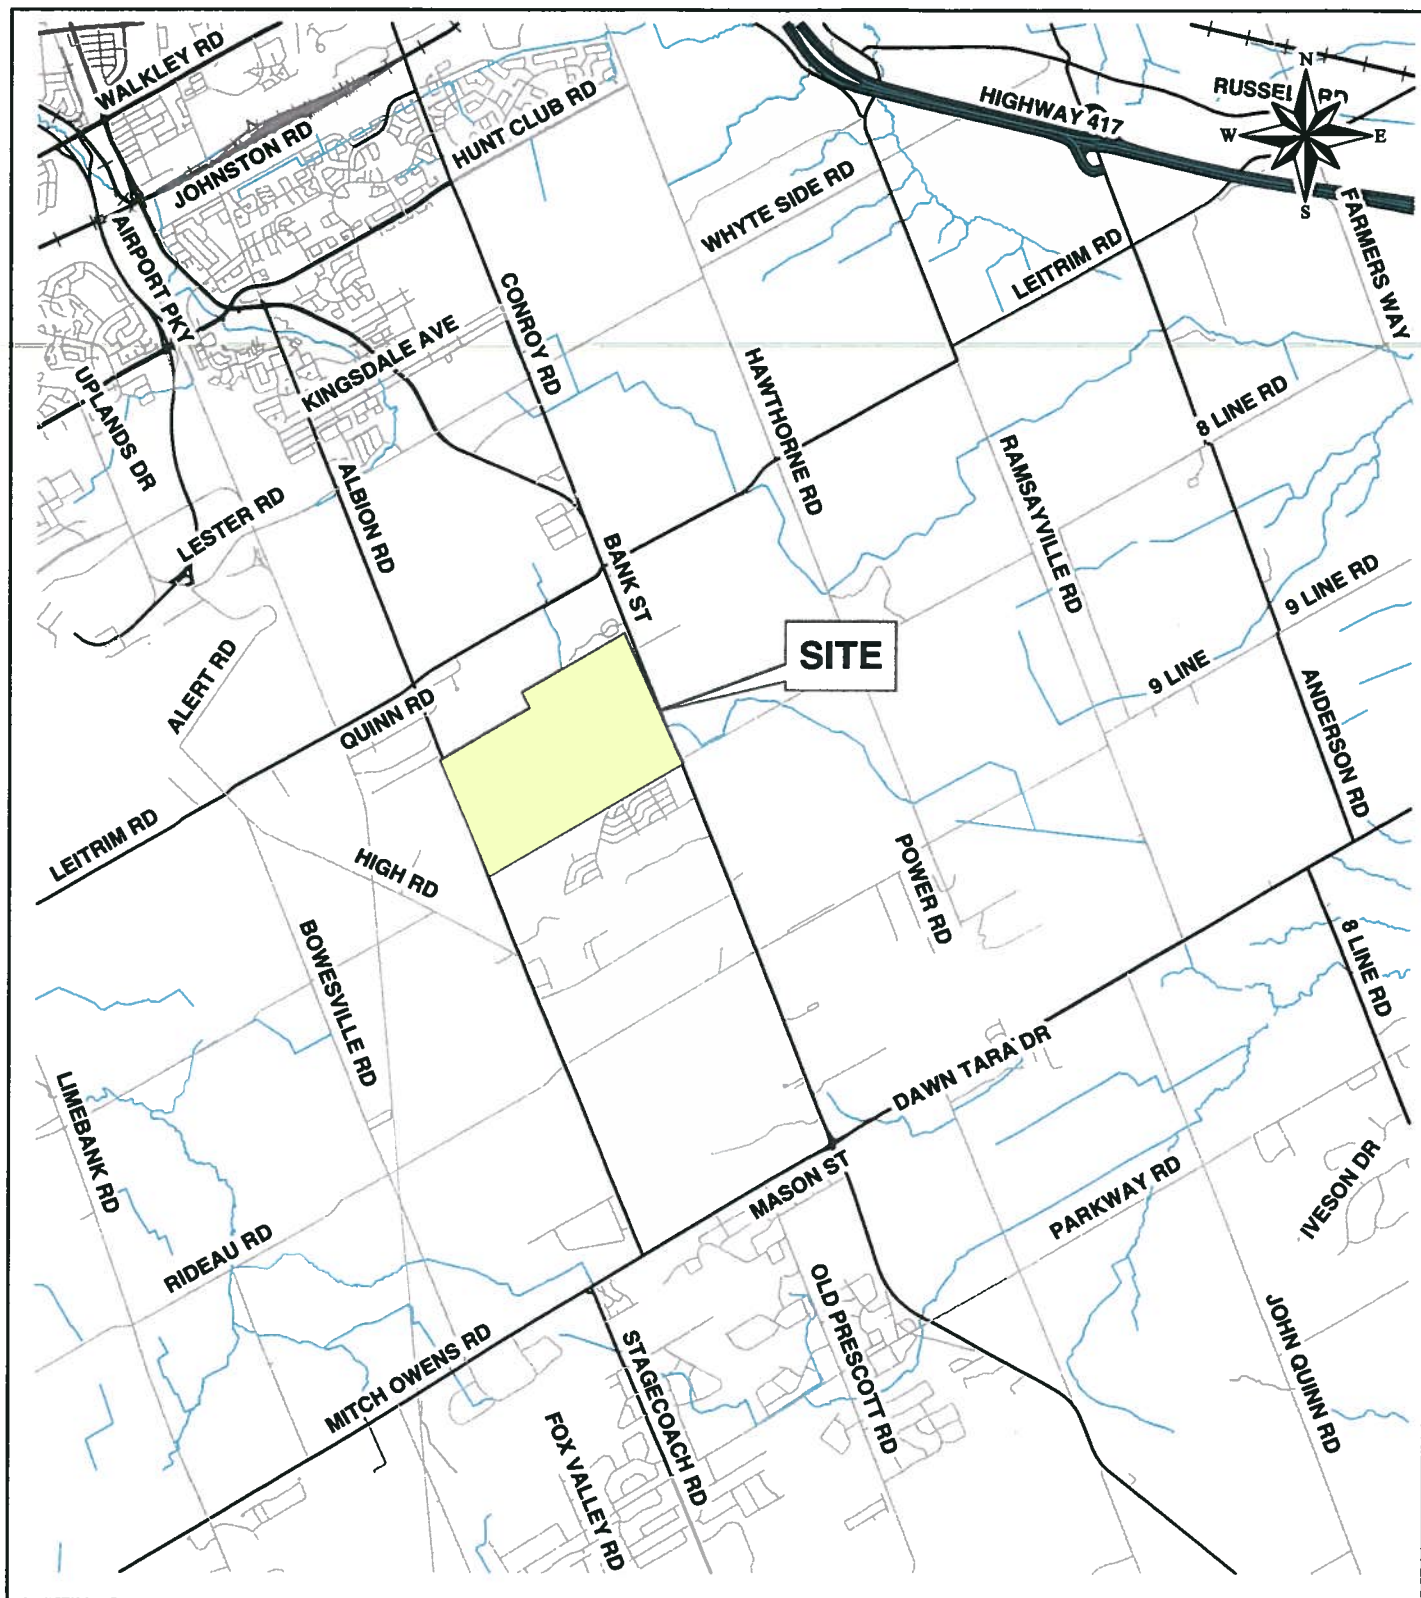 WALKLEY RD
JOHNSTON RD
HUNT CLUB RD
HIGHWAY 417
N
W
E
S
AIRPORT PKY
WHYTE SIDE RD
LEITRIM RD
FARMERS WAY
CONROY RD
KINGSDALE AVE
UPLANDS DR
HAWTHORNE RD
8 LINE RD
ALBION RD
RAMSAYVILLE RD
LESTER RD
BANK ST
9 LINE RD
SITE
ALERT RD
9 LINE
QUINN RD
ANDERSON RD
LEITRIM RD
HIGH RD
POWER RD
BOWESVILLE RD
8 LINE RD
DAWN TARA DR
LIMEBANK RD
MASON ST
PARKWAY RD
IVESON DR
RIDEAU RD
OLD PRESCOTT RD
JOHN QUINN RD
MITCH OWENS RD
STAGECOACH RD
FOX VALLEY RD